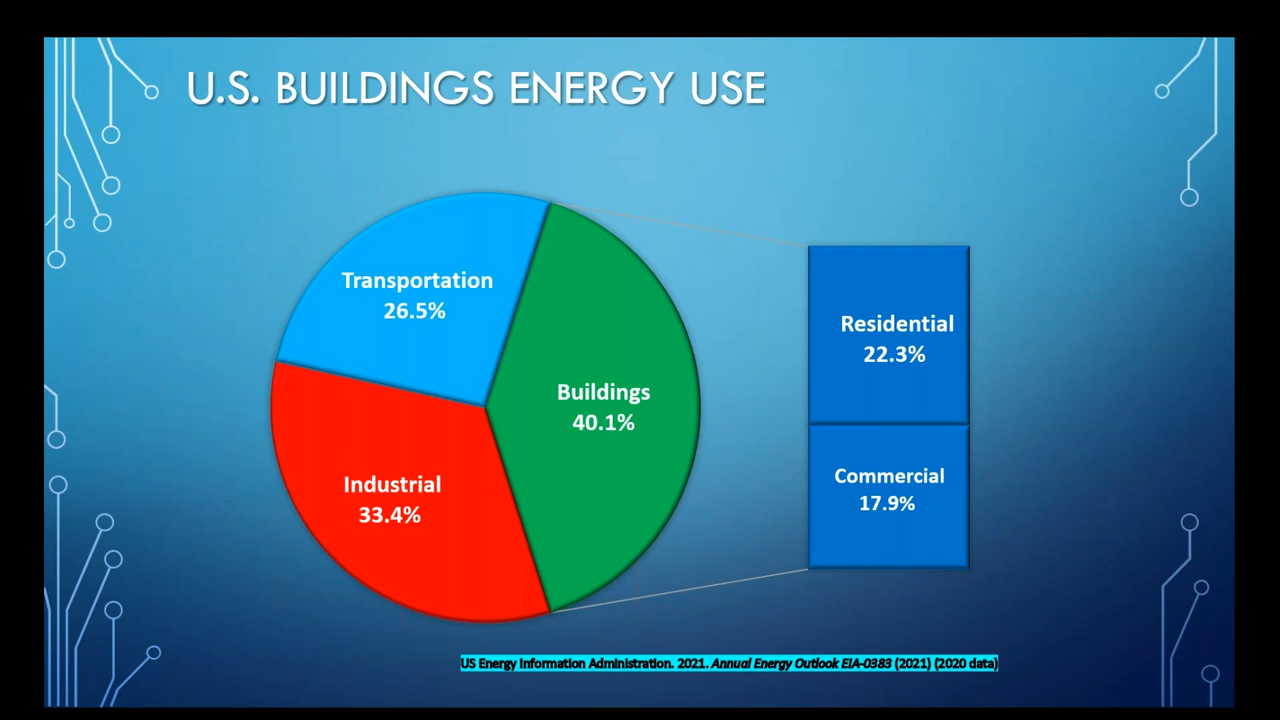 U.S. BUILDINGS ENERGY USE
Transportation
26.5%
Buildings
40.1%
Industrial
33.4%
Residential
22.3%
Commercial
17.9%
US Energy Information Administration. 2021. Annual Energy Outlook EIA-0383 (2021) (2020 data)